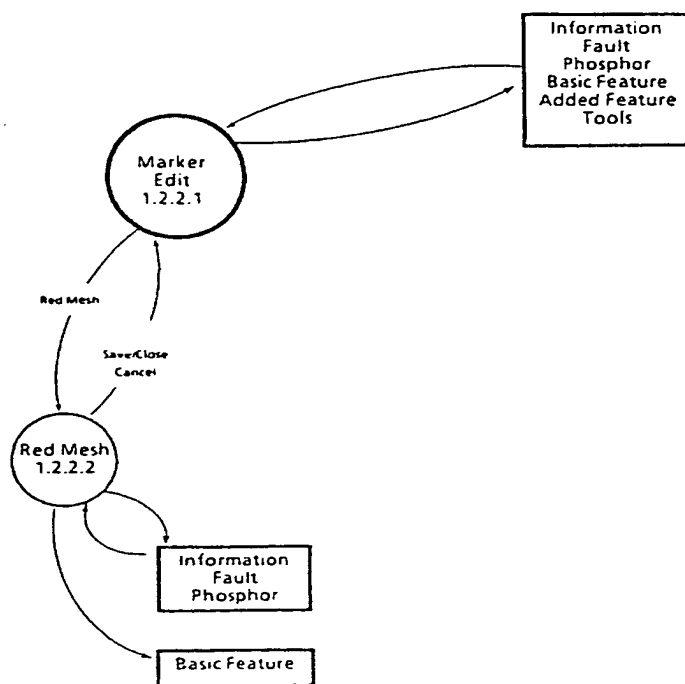 Information
Fault
Phosphor
Basic Feature
Added Feature
Tools
Marker
Edit
1.2.2.1
Red Mesh
Save/Close
Cancel
Red Mesh
1.2.2.2
Information
Fault
Phosphor
Basic Feature